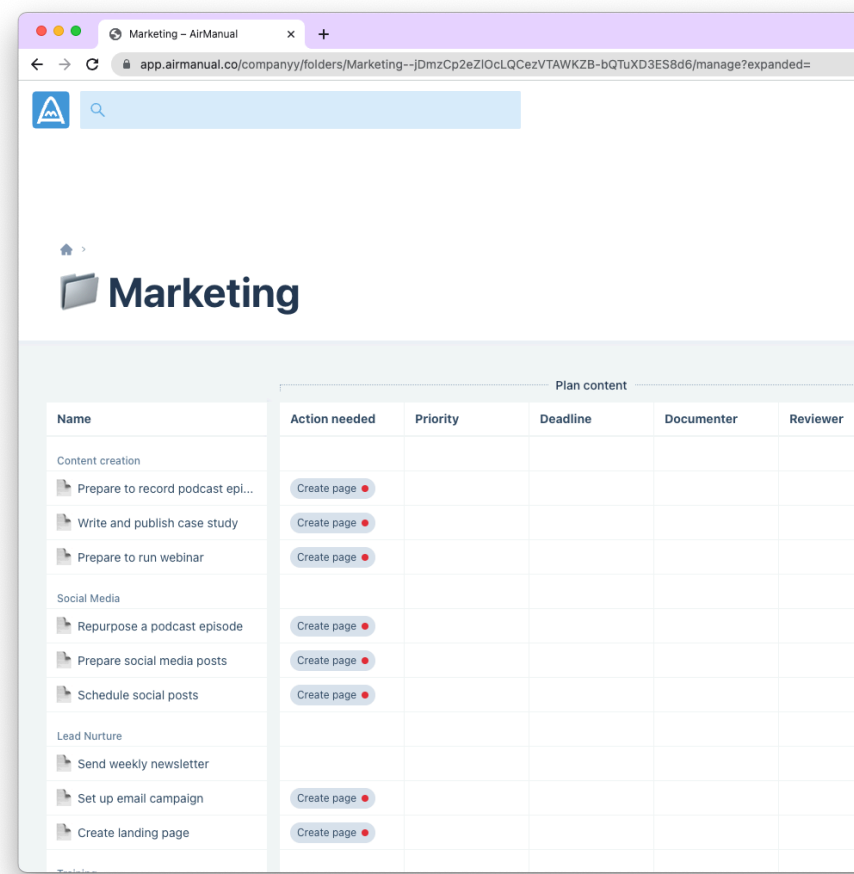 Marketing – AirManual
app.airmanual.co/companyy/folders/Marketing--jDmzCp2eZlOcLQCezVTAWKZB-bQTuXD3ES8d6/manage?expanded=
Marketing
Plan content
Name Action needed Priority Deadline Documenter Reviewer
Content creation
Prepare to record podcast epi... Create page
Write and publish case study Create page
Prepare to run webinar Create page
Social Media
Repurpose a podcast episode Create page
Prepare social media posts Create page
Schedule social posts Create page
Lead Nurture
Send weekly newsletter
Set up email campaign Create page
Create landing page Create page